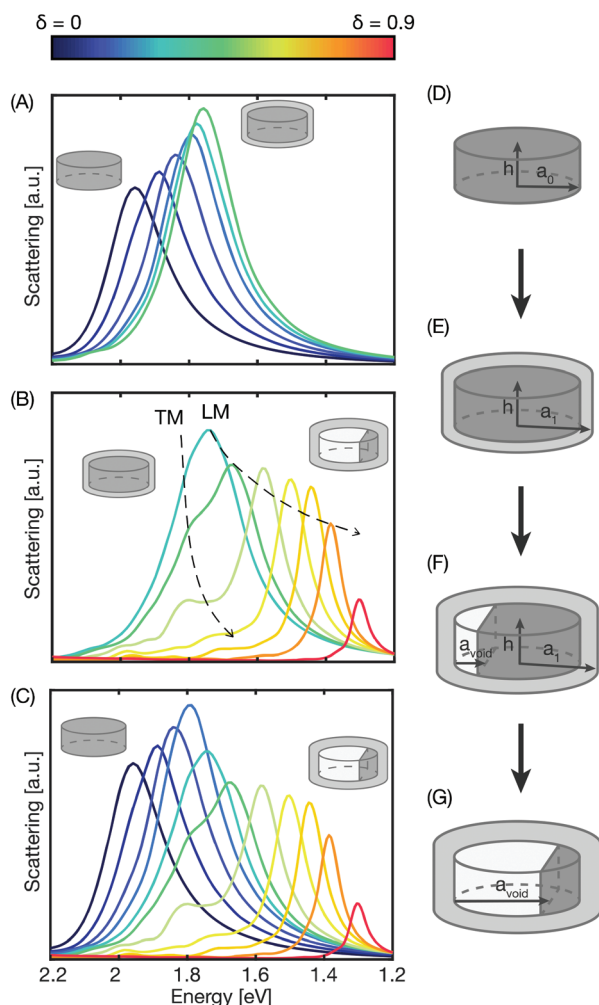 δ = 0 δ = 0.9
(A)
Scattering [a.u.]
(B)
TM LM
Scattering [a.u.]
(C)
Scattering [a.u.]
2.2 2 1.8 1.6 1.4 1.2
Energy [eV]
(D)
h a0
(E)
h a1
(F)
avoid h a1
(G)
avoid